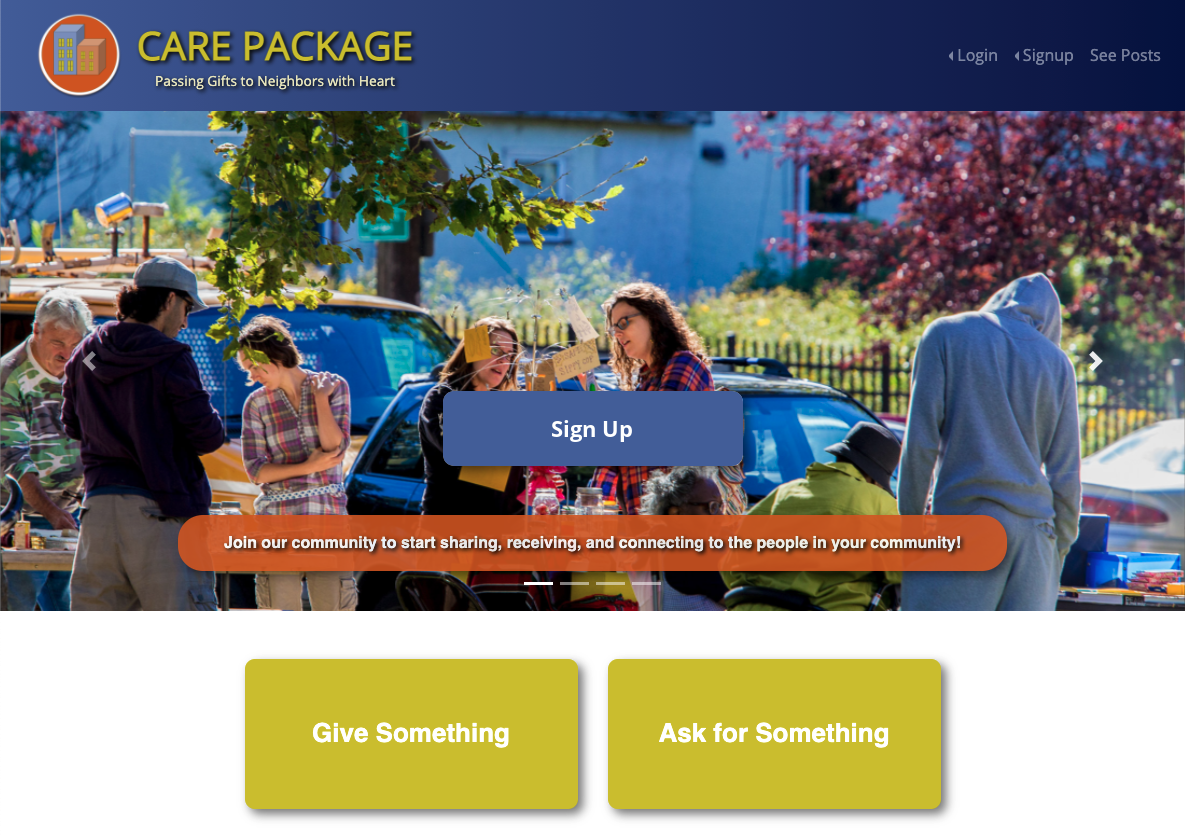 CARE PACKAGE
Passing Gifts to Neighbors with Heart
Login
Signup
See Posts
Sign Up
Join our community to start sharing, receiving, and connecting to the people in your community!
Give Something
Ask for Something